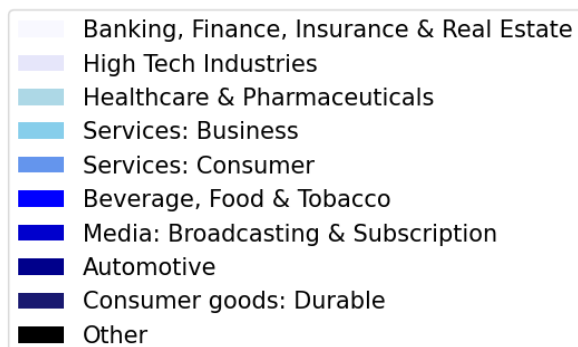 Banking, Finance, Insurance & Real Estate
High Tech Industries
Healthcare & Pharmaceuticals
Services: Business
Services: Consumer
Beverage, Food & Tobacco
Media: Broadcasting & Subscription
Automotive
Consumer goods: Durable
Other